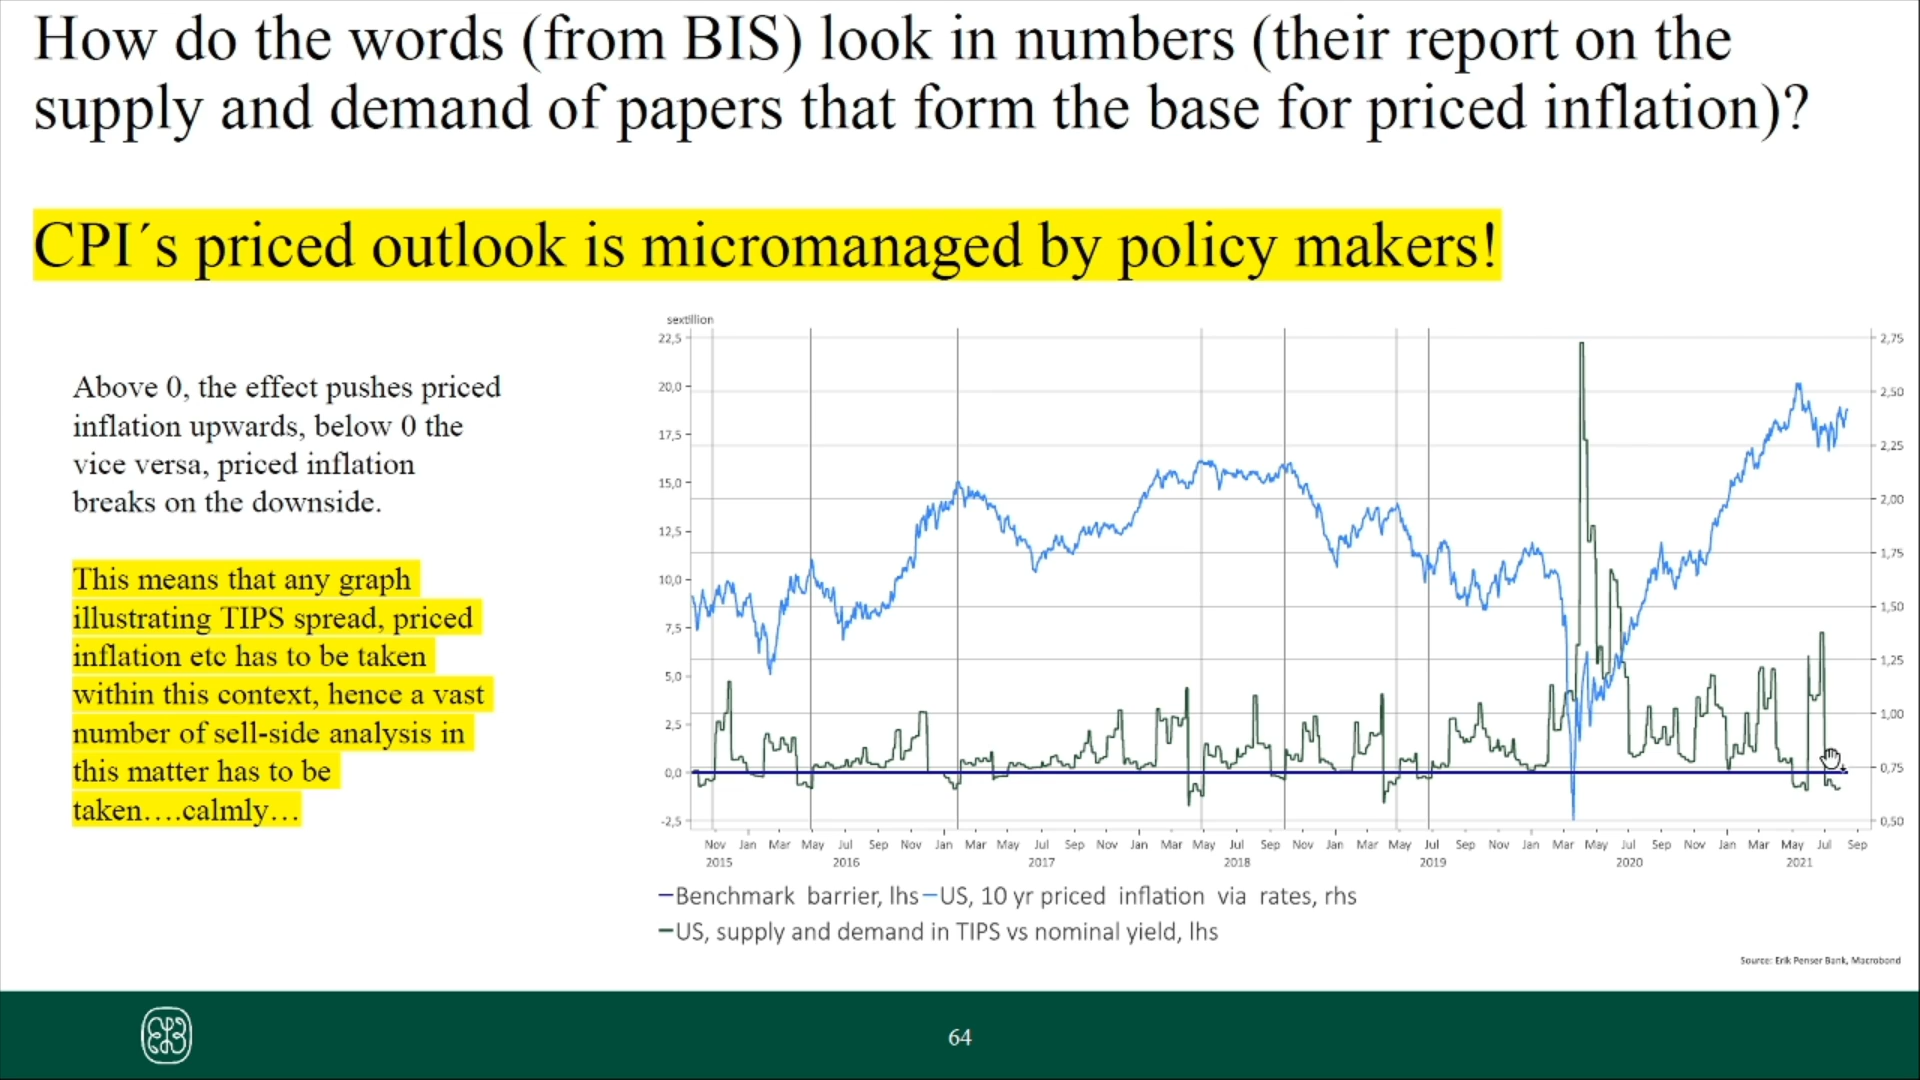 How do the words (from BIS) look in numbers (their report on the
supply and demand of papers that form the base for priced inflation)?
CPI´s priced outlook is micromanaged by policy makers!
Above 0, the effect pushes priced
inflation upwards, below 0 the
vice versa, priced inflation
breaks on the downside.
This means that any graph
illustrating TIPS spread, priced
inflation etc has to be taken
within this context, hence a vast
number of sell-side analysis in
this matter has to be
taken….calmly…
sextillion
22,5
20,0
17,5
15,0
12,5
10,0
7,5
5,0
2,5
0,0
-2,5
2,75
2,50
2,25
2,00
1,75
1,50
1,25
1,00
0,75
0,50
Nov Jan Mar May Jul Sep Nov Jan Mar May Jul Sep Nov Jan Mar May Jul Sep Nov Jan Mar May Jul Sep Nov Jan Mar May Jul Sep Nov Jan Mar May Jul Sep
2015 2016 2017 2018 2019 2020 2021
Benchmark barrier, lhs US, 10 yr priced inflation via rates, rhs
US, supply and demand in TIPS vs nominal yield, lhs
Source: Erik Penser Bank, Macrobond
64